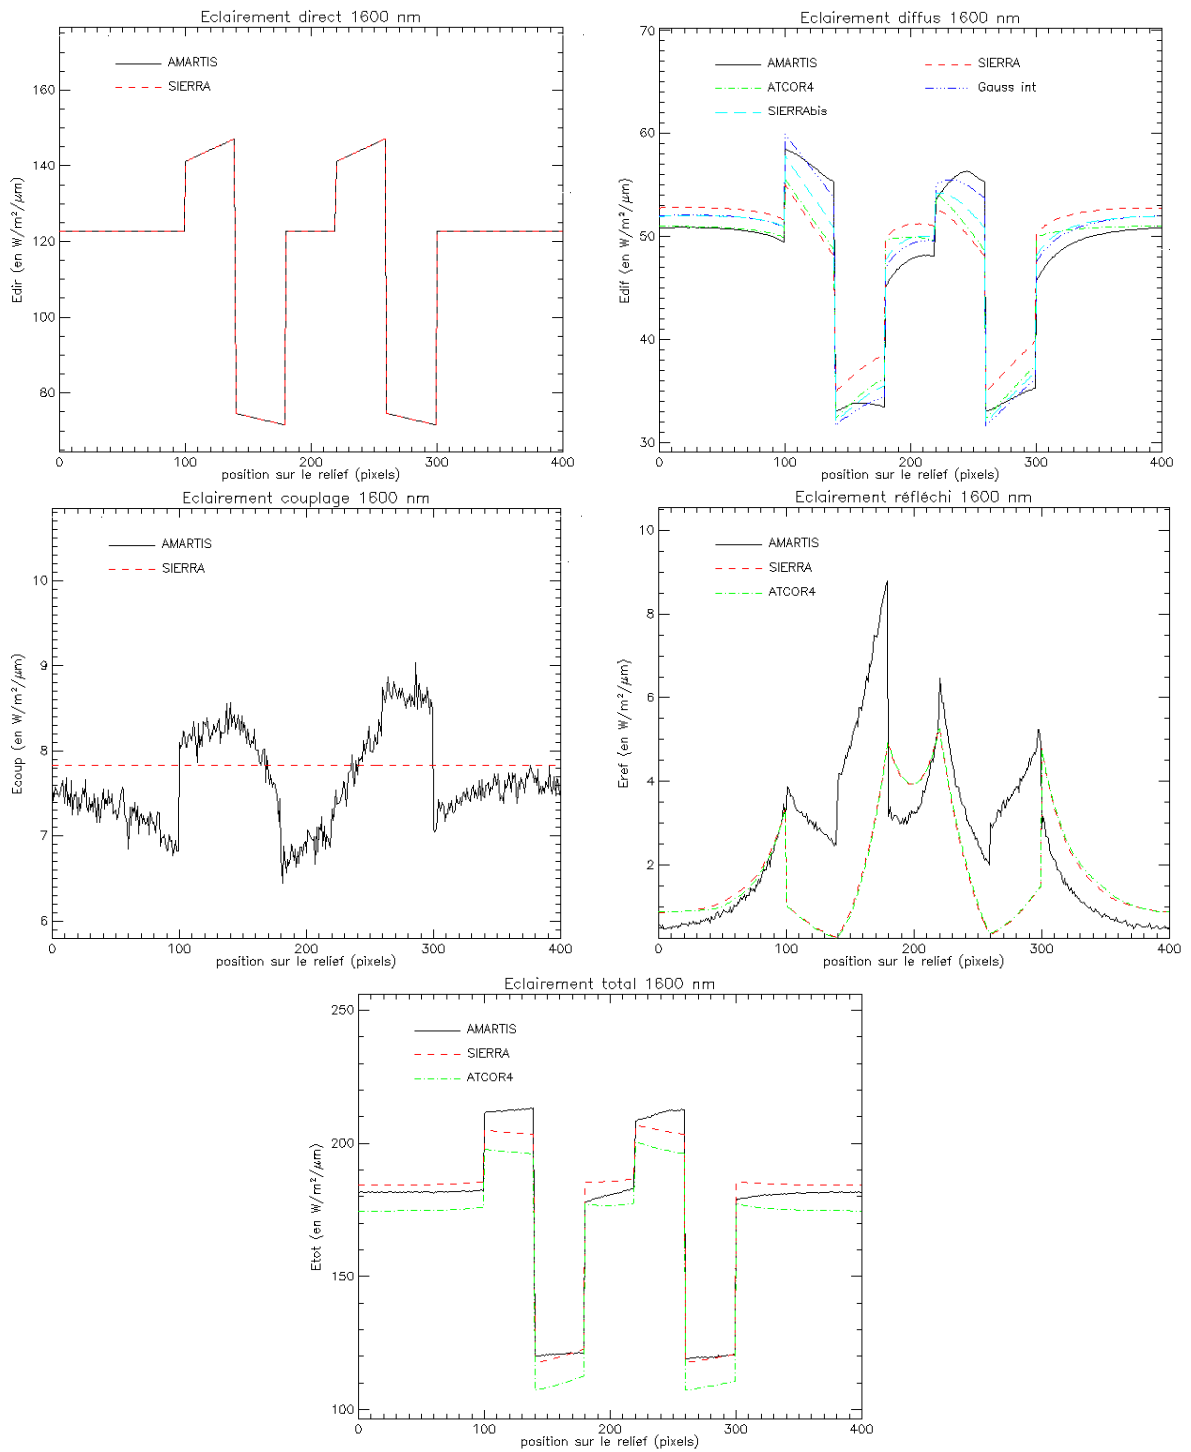 Eclairement direct 1600 nm
AMARTIS
SIERRA
Edir (en W/m²/μm)
160
140
120
100
80
0 100 200 300 400
position sur le relief (pixels)
Eclairement diffus 1600 nm
AMARTIS
SIERRA
ATCOR4
Gauss int
SIERRAbis
Edif (en W/m²/μm)
70
60
50
40
30
0 100 200 300 400
position sur le relief (pixels)
Eclairement couplage 1600 nm
AMARTIS
SIERRA
Ecoup (en W/m²/μm)
10
9
8
7
6
0 100 200 300 400
position sur le relief (pixels)
Eclairement réfléchi 1600 nm
AMARTIS
SIERRA
ATCOR4
Eref (en W/m²/μm)
10
8
6
4
2
0 100 200 300 400
position sur le relief (pixels)
Eclairement total 1600 nm
AMARTIS
SIERRA
ATCOR4
Etot (en W/m²/μm)
250
200
150
100
0 100 200 300 400
position sur le relief (pixels)